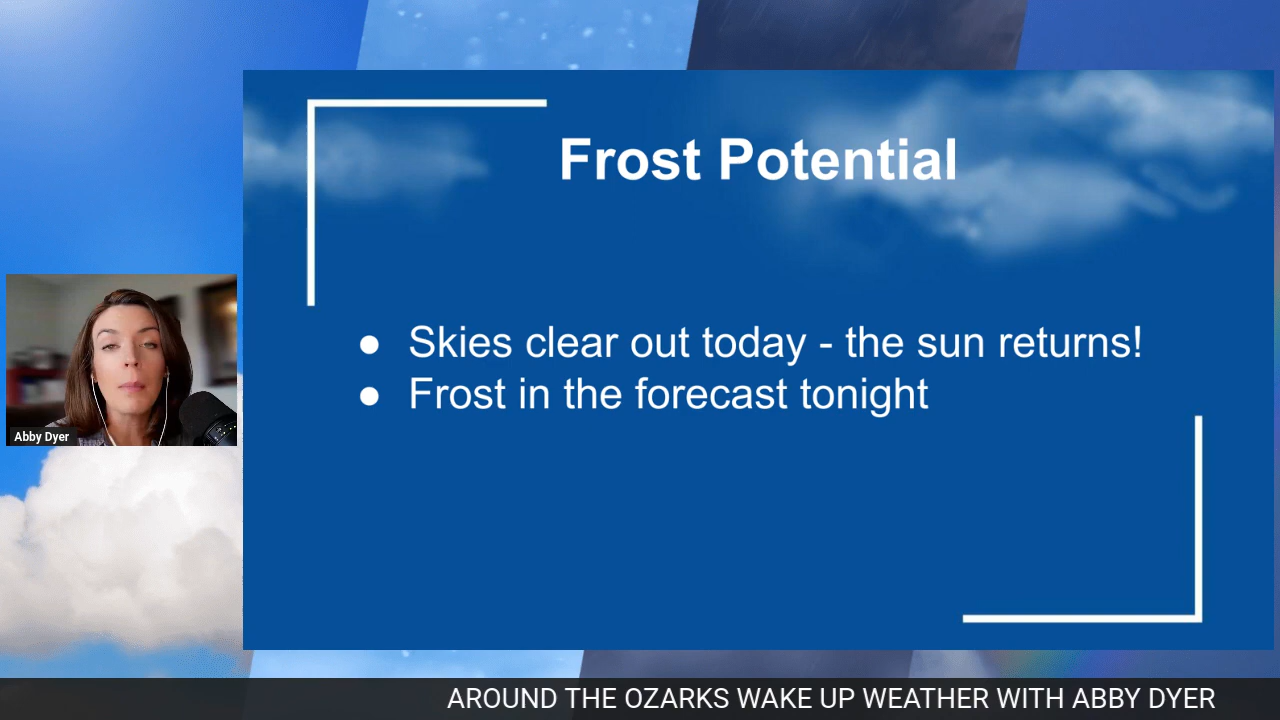 Frost Potential
● Skies clear out today - the sun returns!
● Frost in the forecast tonight
Abby Dyer
AROUND THE OZARKS WAKE UP WEATHER WITH ABBY DYER